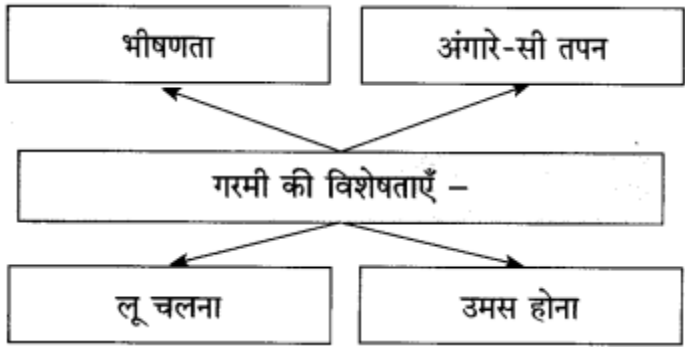 भीषणता
अंगारे-सी तपन
गरमी की विशेषताएँ –
लू चलना
उमस होना